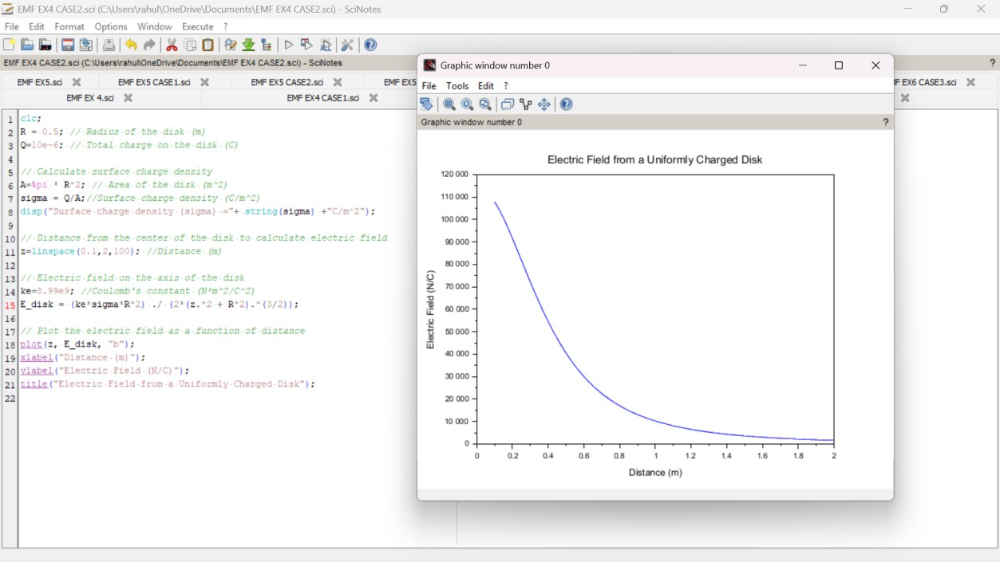 EMF EX4 CASE2.sci (C:\Users\rahul\OneDrive\Documents\EMF EX4 CASE2.sci) - SciNotes
File Edit Format Options Window Execute ?
EMF EX4 CASE2.sci (C:\Users\rahul\OneDrive\Documents\EMF EX4 CASE2.sci) - SciNotes
?
EMF EX5.sci
EMF EX5 CASE1.sci
EMF EX5 CASE2.sci
EMF EX5
F EX6 CASE3.sci
EMF EX 4.sci
EMF EX4 CASE1.sci
1 clc;
2 R = 0.5; // Radius of the disk (m)
3 Q=10e-6; // Total charge on the disk (C)
4
5 // Calculate surface charge density
6 A=%pi * R^2; // Area of the disk (m^2)
7 sigma = Q/A;//Surface charge density (C/m^2)
8 disp("Surface charge density (sigma) ="+ string(sigma) +"C/m^2");
9
10 // Distance from the center of the disk to calculate electric field
11 z=linspace(0.1,2,100); //Distance (m)
12
13 // Electric field on the axis of the disk
14 ke=8.99e9; //Coulomb's constant (N*m^2/C^2)
15 E_disk = (ke*sigma*R^2) ./ (2*(z.^2 + R^2).^(3/2));
16
17 // Plot the electric field as a function of distance
18 plot(z, E_disk, "b");
19 xlabel("Distance (m)");
20 ylabel("Electric Field (N/C)");
21 title("Electric Field from a Uniformly Charged Disk");
22
Graphic window number 0
File Tools Edit ?
Graphic window number 0
?
Electric Field from a Uniformly Charged Disk
120 000
110 000
100 000
90 000
80 000
70 000
60 000
50 000
40 000
30 000
20 000
10 000
0
Electric Field (N/C)
0 0.2 0.4 0.6 0.8 1 1.2 1.4 1.6 1.8 2
Distance (m)